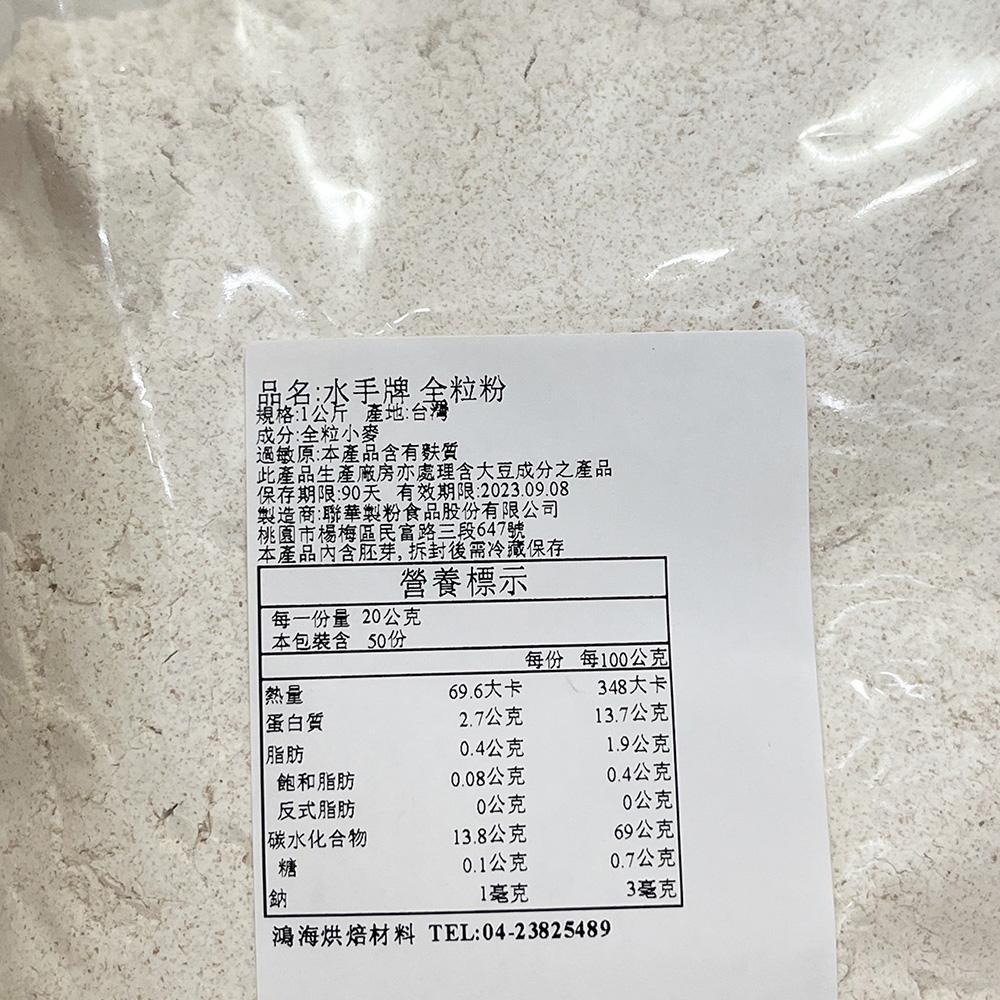 品名:水手牌 全粒粉
規格:1公斤 產地:台灣
成分:全粒小麥
過敏原:本產品含有麩質
此產品生產廠房亦處理含大豆成分之產品
保存期限:90天 有效期限:2023.09.08
製造商:聯華製粉食品股份有限公司
桃園市楊梅區民富路三段647號
本產品內含胚芽, 拆封後需冷藏保存
營養標示
每一份量 20公克
本包裝含 50份
每份 每100公克
熱量 69.6大卡 348大卡
蛋白質 2.7公克 13.7公克
脂肪 0.4公克 1.9公克
飽和脂肪 0.08公克 0.4公克
反式脂肪 0公克 0公克
碳水化合物 13.8公克 69公克
糖 0.1公克 0.7公克
鈉 1毫克 3毫克
鴻海烘焙材料 TEL:04-23825489